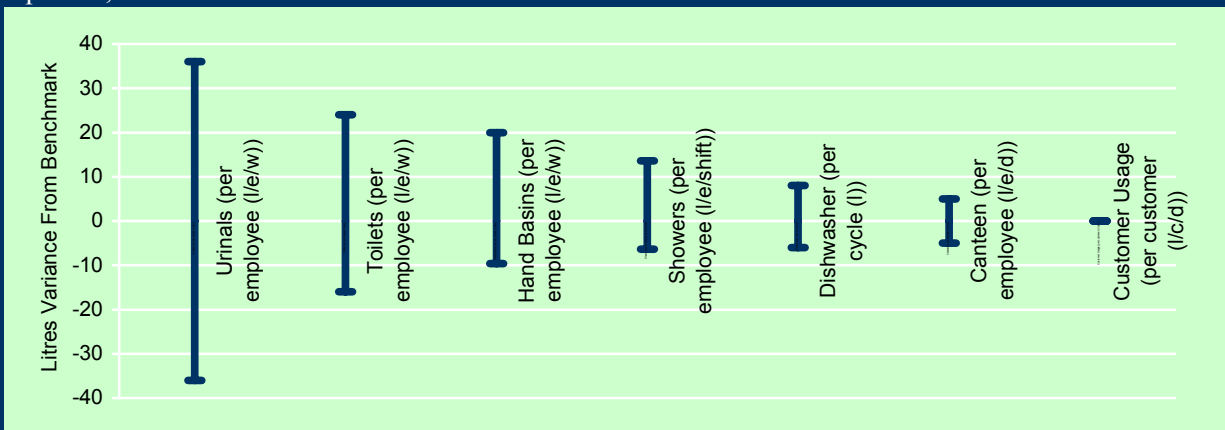 Litres Variance From Benchmark
40
30
20
10
0
-10
-20
-30
-40
Urinals (per
employee (l/e/w))
Toilets (per
employee (l/e/w))
Hand Basins (per
employee (l/e/w))
Showers (per
employee (l/e/shift))
Dishwasher (per
cycle (l))
Canteen (per
employee (l/e/d))
Customer Usage
(per customer
(l/c/d))